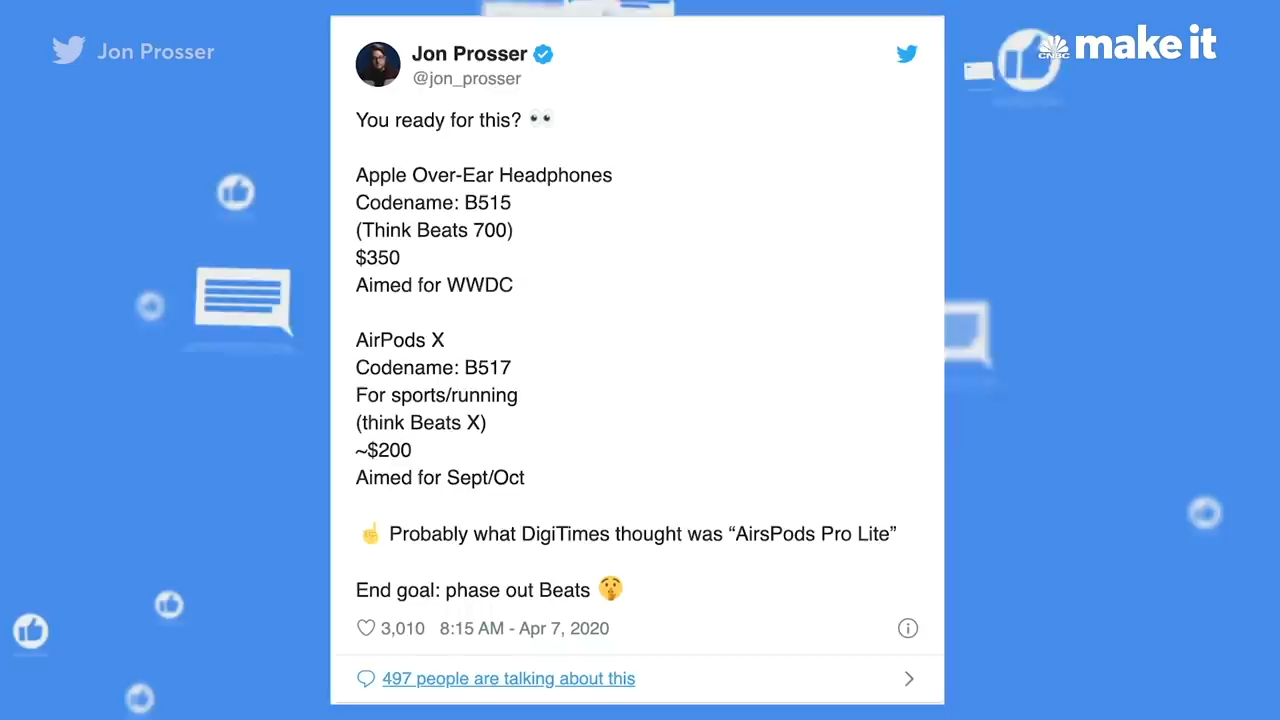 Jon Prosser
CNBC make it
Jon Prosser
@jon_prosser
You ready for this? 👀
Apple Over-Ear Headphones
Codename: B515
(Think Beats 700)
$350
Aimed for WWDC
AirPods X
Codename: B517
For sports/running
(think Beats X)
~$200
Aimed for Sept/Oct
☝ Probably what DigiTimes thought was “AirsPods Pro Lite”
End goal: phase out Beats 🤫
3,010 8:15 AM - Apr 7, 2020
497 people are talking about this